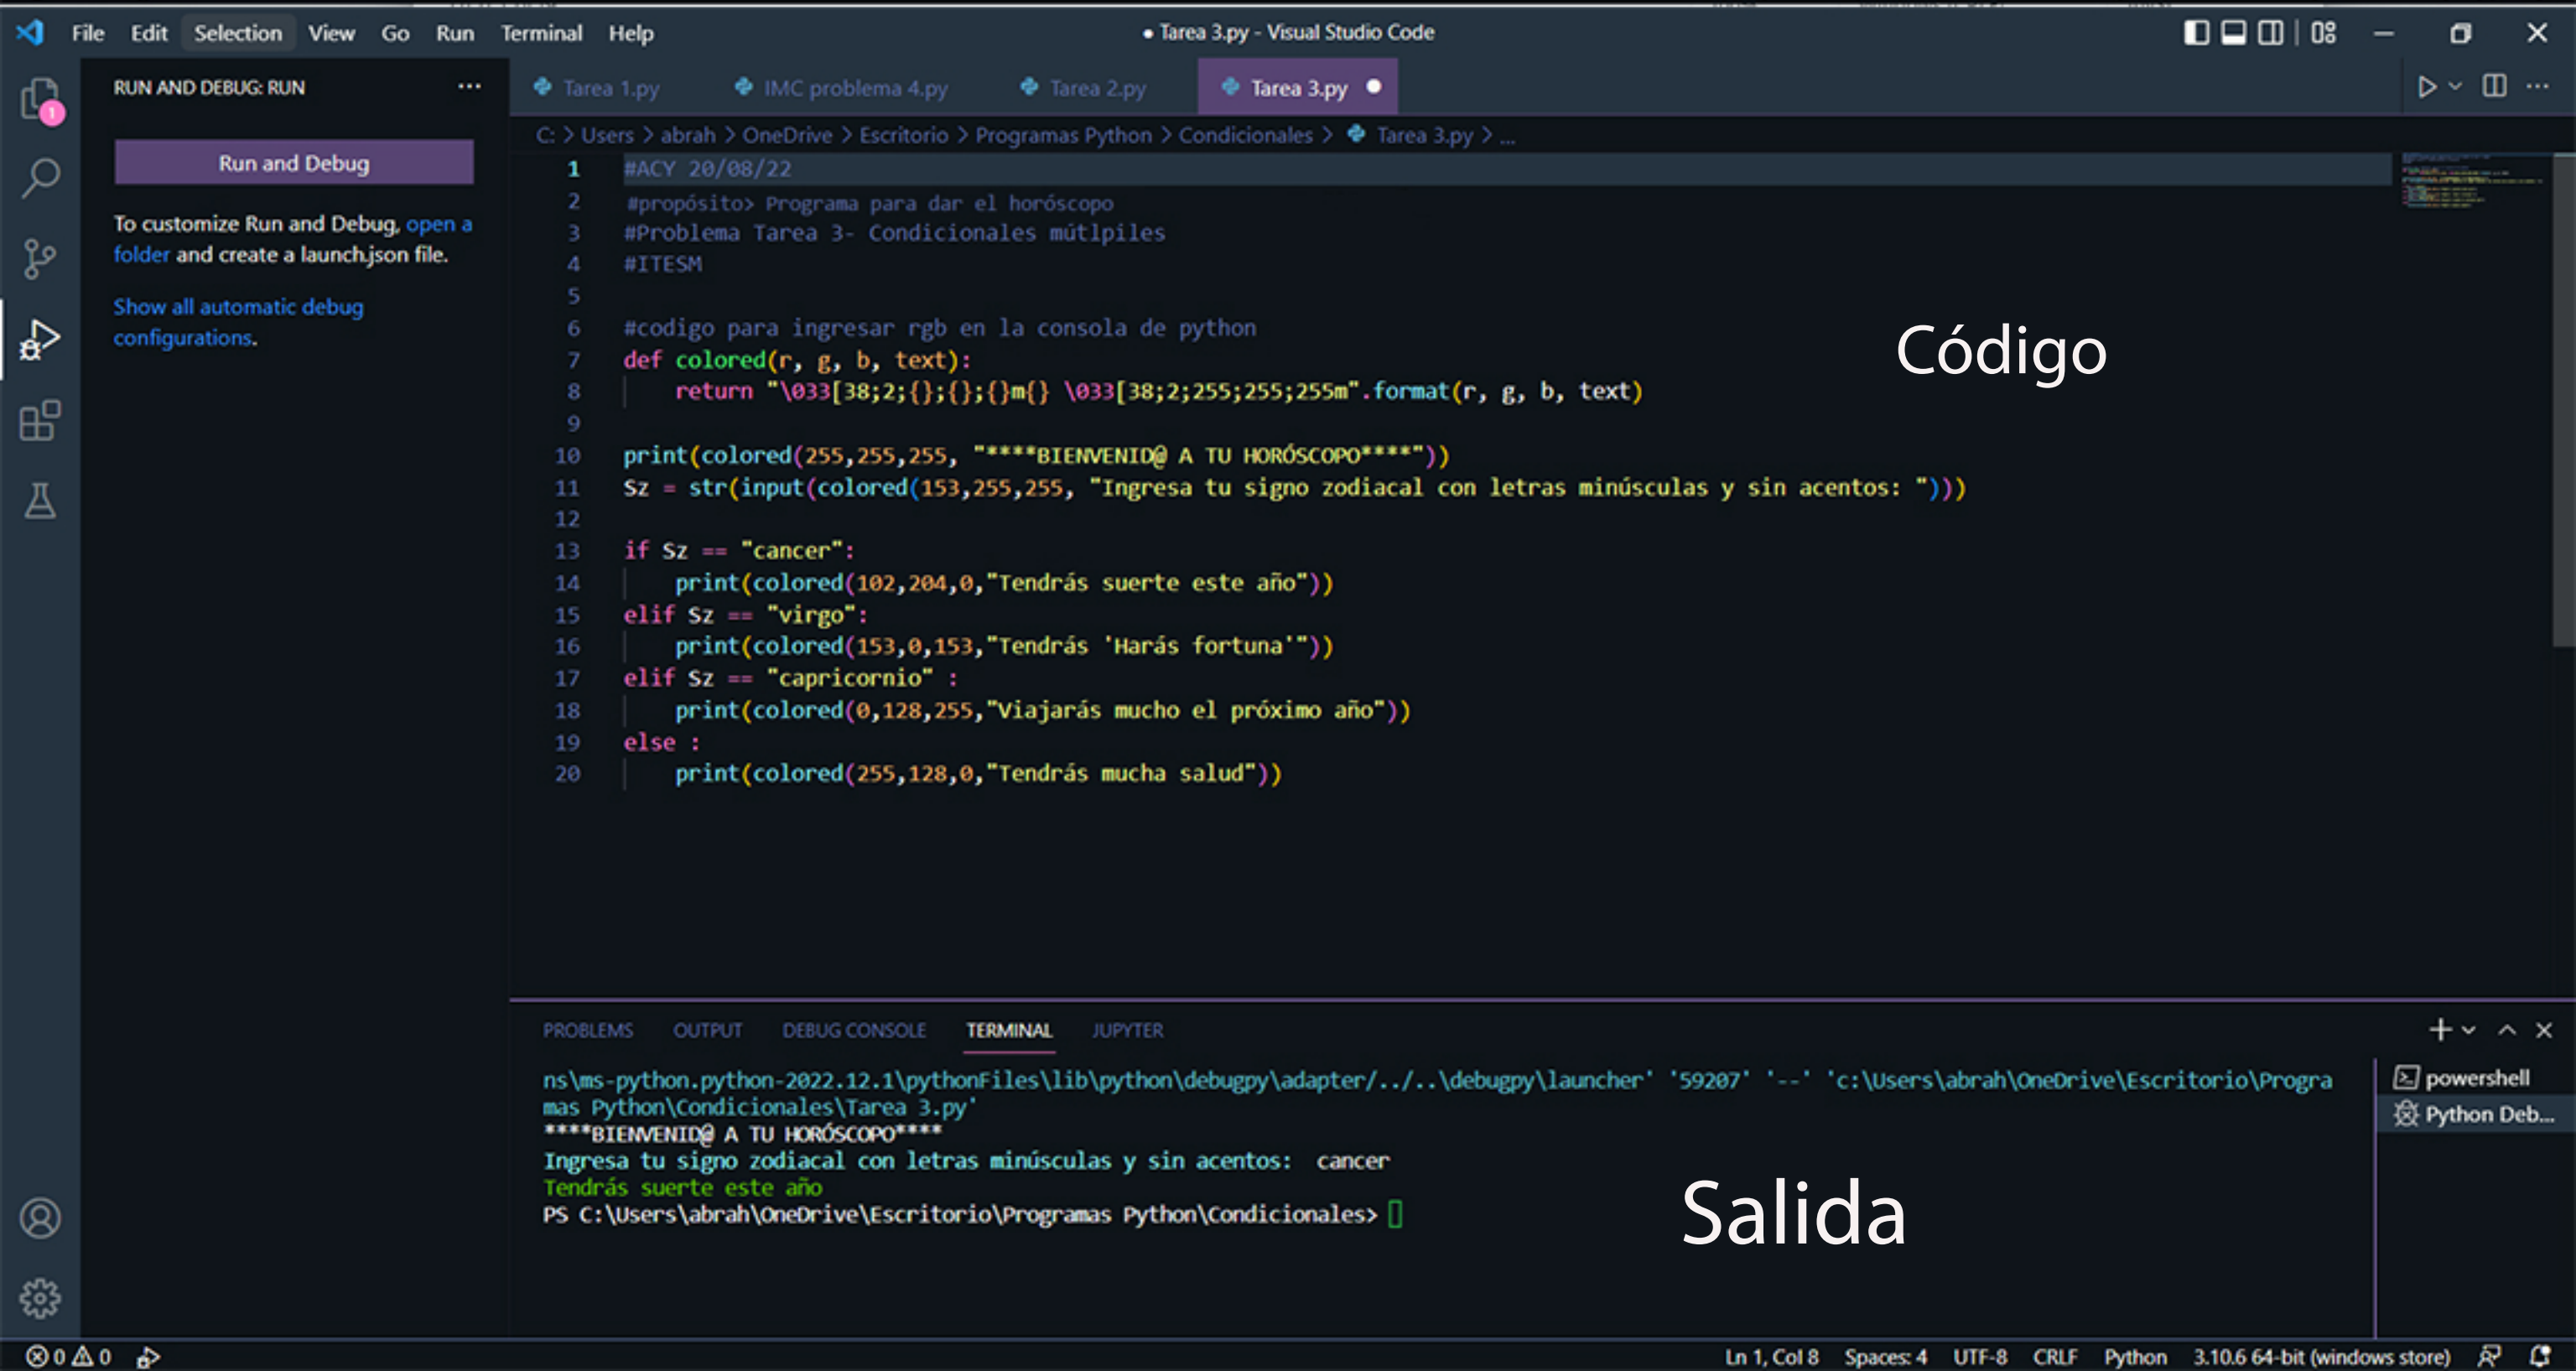 File Edit Selection View Go Run Terminal Help
● Tarea 3.py - Visual Studio Code
RUN AND DEBUG: RUN ...
Run and Debug
To customize Run and Debug, open a
folder and create a launch.json file.
Show all automatic debug
configurations.
1
Tarea 1.py IMC problema 4.py Tarea 2.py Tarea 3.py ●
C: > Users > abrah > OneDrive > Escritorio > Programas Python > Condicionales > Tarea 3.py > ...
1 #ACY 20/08/22
2 #propósito> Programa para dar el horóscopo
3 #Problema Tarea 3- Condicionales mútlpiles
4 #ITESM
5
6 #codigo para ingresar rgb en la consola de python
7 def colored(r, g, b, text):
8     return "\033[38;2;{};{};{}m{} \033[38;2;255;255;255m".format(r, g, b, text)
9
10 print(colored(255,255,255, "****BIENVENID@ A TU HORÓSCOPO****"))
11 Sz = str(input(colored(153,255,255, "Ingresa tu signo zodiacal con letras minúsculas y sin acentos: ")))
12
13 if Sz == "cancer":
14     print(colored(102,204,0,"Tendrás suerte este año"))
15 elif Sz == "virgo":
16     print(colored(153,0,153,"Tendrás 'Harás fortuna'"))
17 elif Sz == "capricornio" :
18     print(colored(0,128,255,"Viajarás mucho el próximo año"))
19 else :
20     print(colored(255,128,0,"Tendrás mucha salud"))
Código
PROBLEMS OUTPUT DEBUG CONSOLE TERMINAL JUPYTER
ns\ms-python.python-2022.12.1\pythonFiles\lib\python\debugpy\adapter/../..\debugpy\launcher' '59207' '--' 'c:\Users\abrah\OneDrive\Escritorio\Progra
mas Python\Condicionales\Tarea 3.py'
****BIENVENID@ A TU HORÓSCOPO****
Ingresa tu signo zodiacal con letras minúsculas y sin acentos:  cancer
Tendrás suerte este año
PS C:\Users\abrah\OneDrive\Escritorio\Programas Python\Condicionales>
Salida
powershell
Python Deb...
0 0
Ln 1, Col 8 Spaces: 4 UTF-8 CRLF Python 3.10.6 64-bit (windows store)